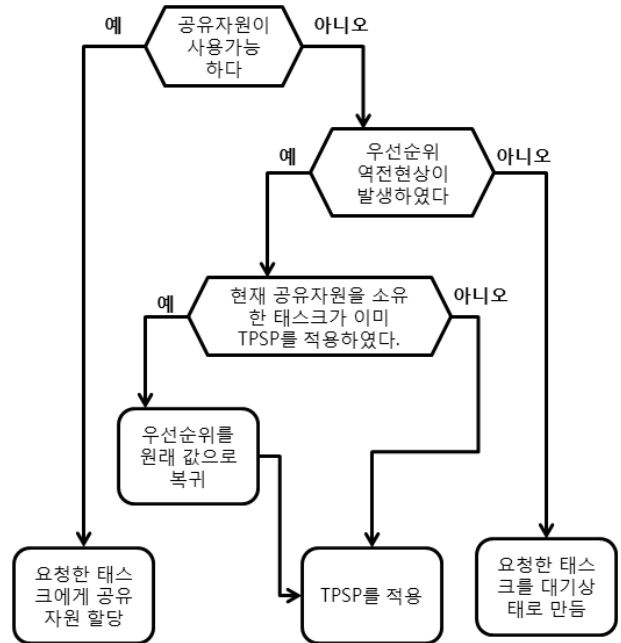 예
공유자원이
사용가능
하다
아니오
예
우선순위
역전현상이
발생하였다
아니오
예
현재 공유자원을 소유
한 태스크가 이미
TPSP를 적용하였다.
아니오
우선순위를
원래 값으로
복귀
요청한 태스
크에게 공유
자원 할당
TPSP를 적용
요청한 태스
크를 대기상
태로 만듬